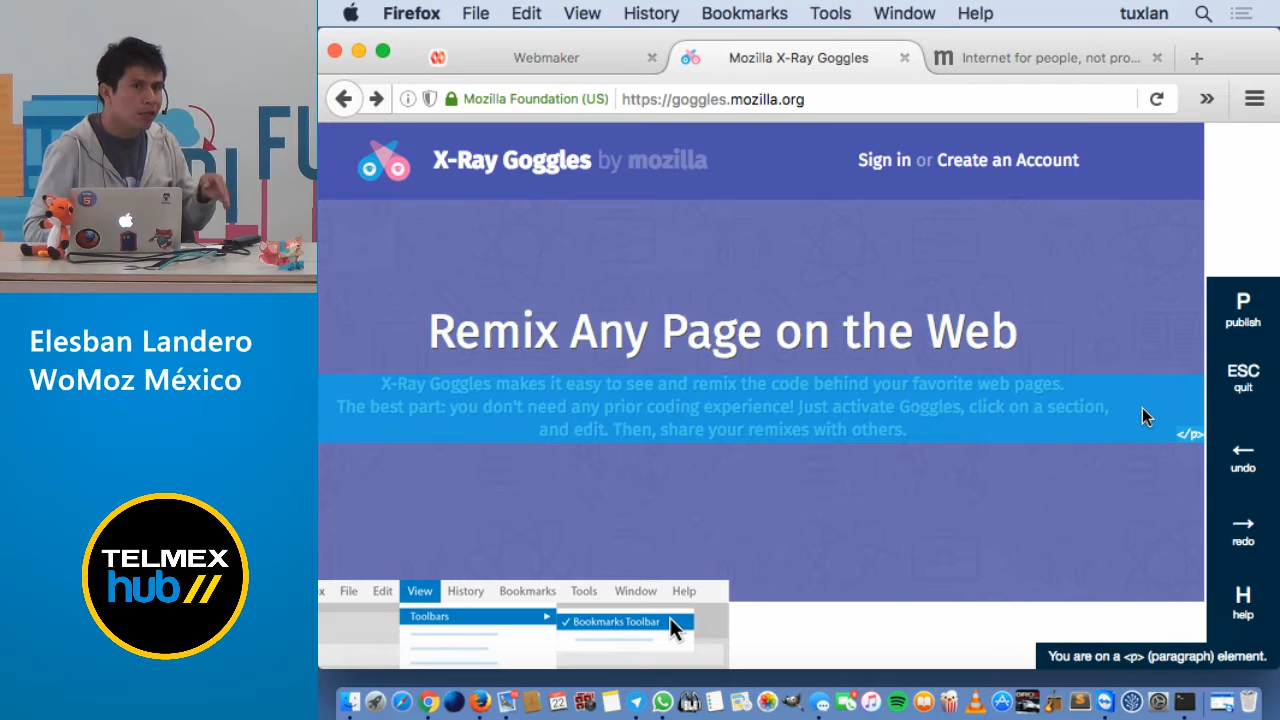 Firefox File Edit View History Bookmarks Tools Window Help tuxlan
Webmaker
Mozilla X-Ray Goggles
Internet for people, not pro...
Mozilla Foundation (US)
https://goggles.mozilla.org
X-Ray Goggles by mozilla
Sign in or Create an Account
Remix Any Page on the Web
X-Ray Goggles makes it easy to see and remix the code behind your favorite web pages.
The best part: you don't need any prior coding experience! Just activate Goggles, click on a section,
and edit. Then, share your remixes with others.
</p>
P
publish
ESC
quit
undo
redo
H
help
You are on a <p> (paragraph) element.
File Edit View History Bookmarks Tools Window Help
Toolbars
✓ Bookmarks Toolbar
Elesban Landero
WoMoz México
TELMEX
hub //
FU
5
22